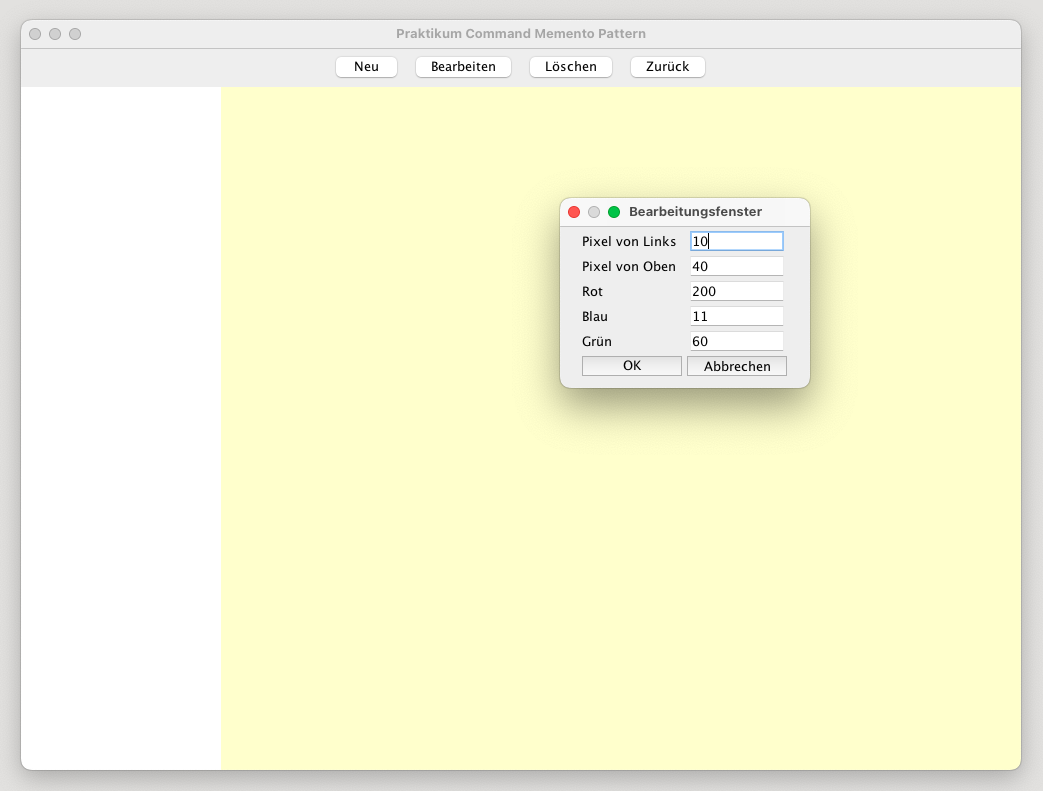 Praktikum Command Memento Pattern
Neu Bearbeiten Löschen Zurück
Bearbeitungsfenster
Pixel von Links 10
Pixel von Oben 40
Rot 200
Blau 11
Grün 60
OK Abbrechen